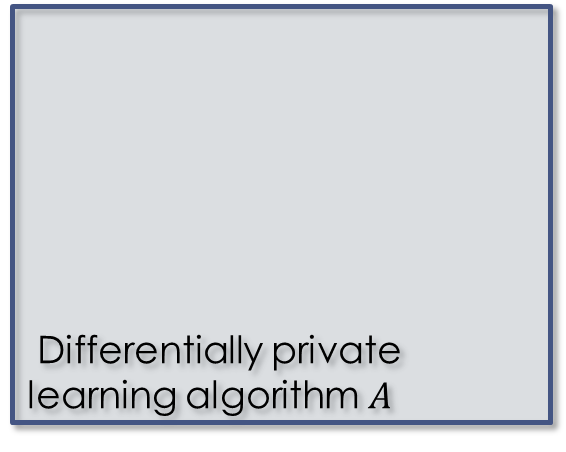 Differentially private
learning algorithm A